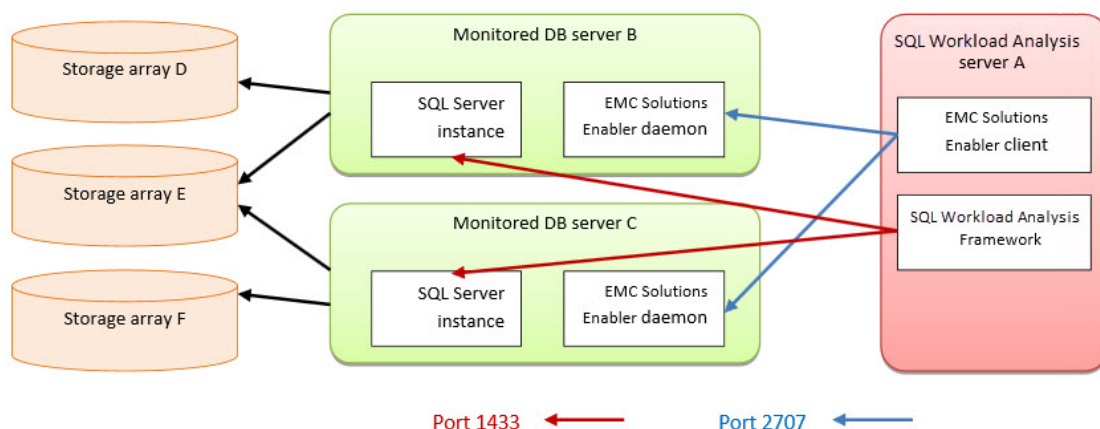 Storage array D
Storage array E
Storage array F
Monitored DB server B
SQL Server
instance
EMC Solutions
Enabler daemon
Monitored DB server C
SQL Server
instance
EMC Solutions
Enabler daemon
SQL Workload Analysis
server A
EMC Solutions
Enabler client
SQL Workload Analysis
Framework
Port 1433
Port 2707